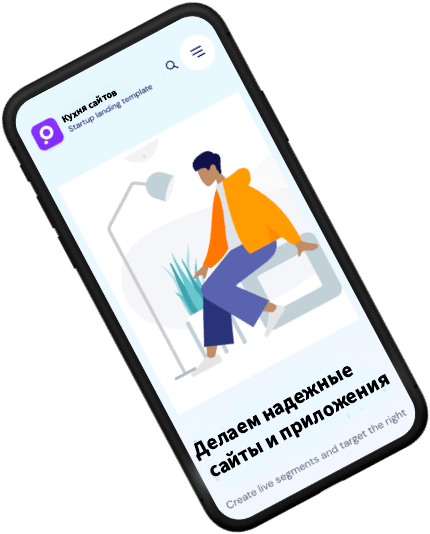 Кухня сайтов
Startup landing template
Делаем надежные
сайты и приложения
Create live segments and target the right